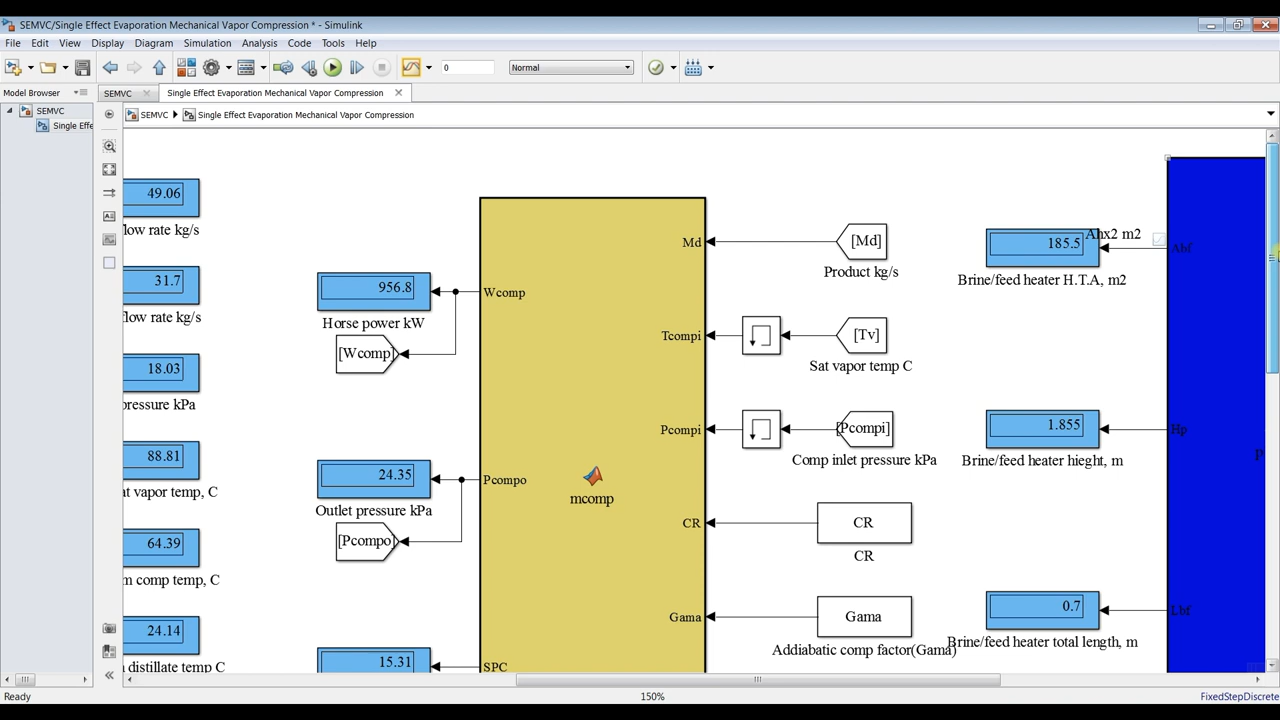 SEMVC/Single Effect Evaporation Mechanical Vapor Compression * - Simulink
File Edit View Display Diagram Simulation Analysis Code Tools Help
0 Normal
Model Browser
SEMVC
Single Effect Evaporation Mechanical Vapor Compression
SEMVC
Single Effe
SEMVC Single Effect Evaporation Mechanical Vapor Compression
49.06
low rate kg/s
31.7
flow rate kg/s
18.03
pressure kPa
88.81
at vapor temp, C
64.39
m comp temp, C
24.14
distillate temp C
956.8
Horse power kW
[Wcomp]
24.35
Outlet pressure kPa
[Pcompo]
15.31
Wcomp
Pcompo
SPC
mcomp
Md
Tcompi
Pcompi
CR
Gama
[Md]
Product kg/s
[Tv]
Sat vapor temp C
[Pcompi]
Comp inlet pressure kPa
CR
CR
Gama
Addiabatic comp factor(Gama)
Ahx2 m2
185.5
Brine/feed heater H.T.A, m2
1.855
Brine/feed heater hieght, m
0.7
Brine/feed heater total length, m
Abf
Hp
Lbf
Ready 150% FixedStepDiscrete